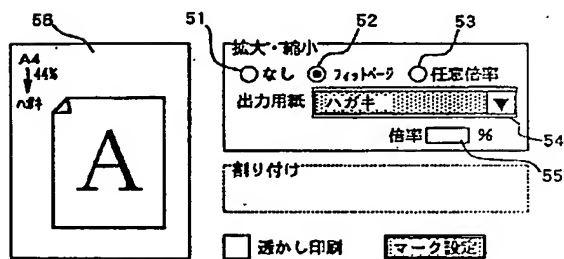 58
51
52
53
A4
44%
ハガキ
A
拡大・縮小
なし
フィットページ
任意倍率
出力用紙 ハガキ
54
倍率 %
55
割り付け
透かし印刷 マーク設定